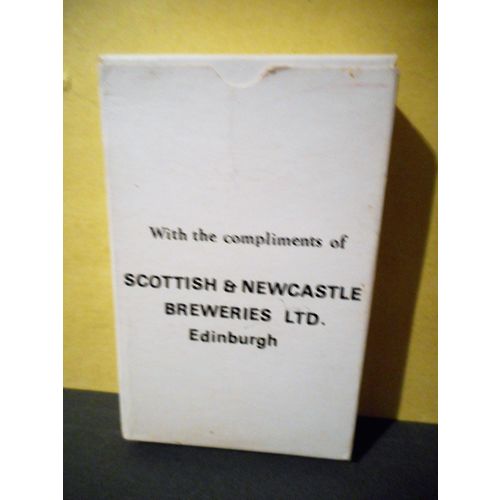 With the compliments of
SCOTTISH & NEWCASTLE
BREWERIES LTD.
Edinburgh